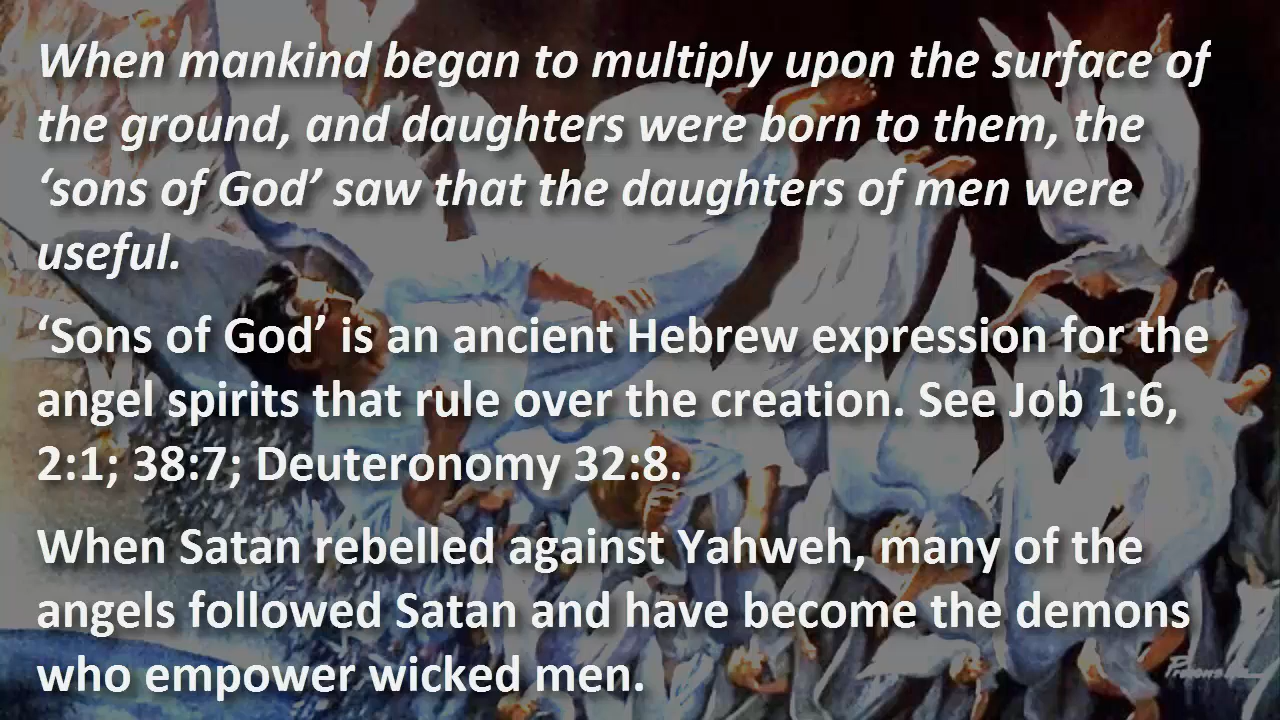 When mankind began to multiply upon the surface of
the ground, and daughters were born to them, the
‘sons of God’ saw that the daughters of men were
useful.
‘Sons of God’ is an ancient Hebrew expression for the
angel spirits that rule over the creation. See Job 1:6,
2:1; 38:7; Deuteronomy 32:8.
When Satan rebelled against Yahweh, many of the
angels followed Satan and have become the demons
who empower wicked men.